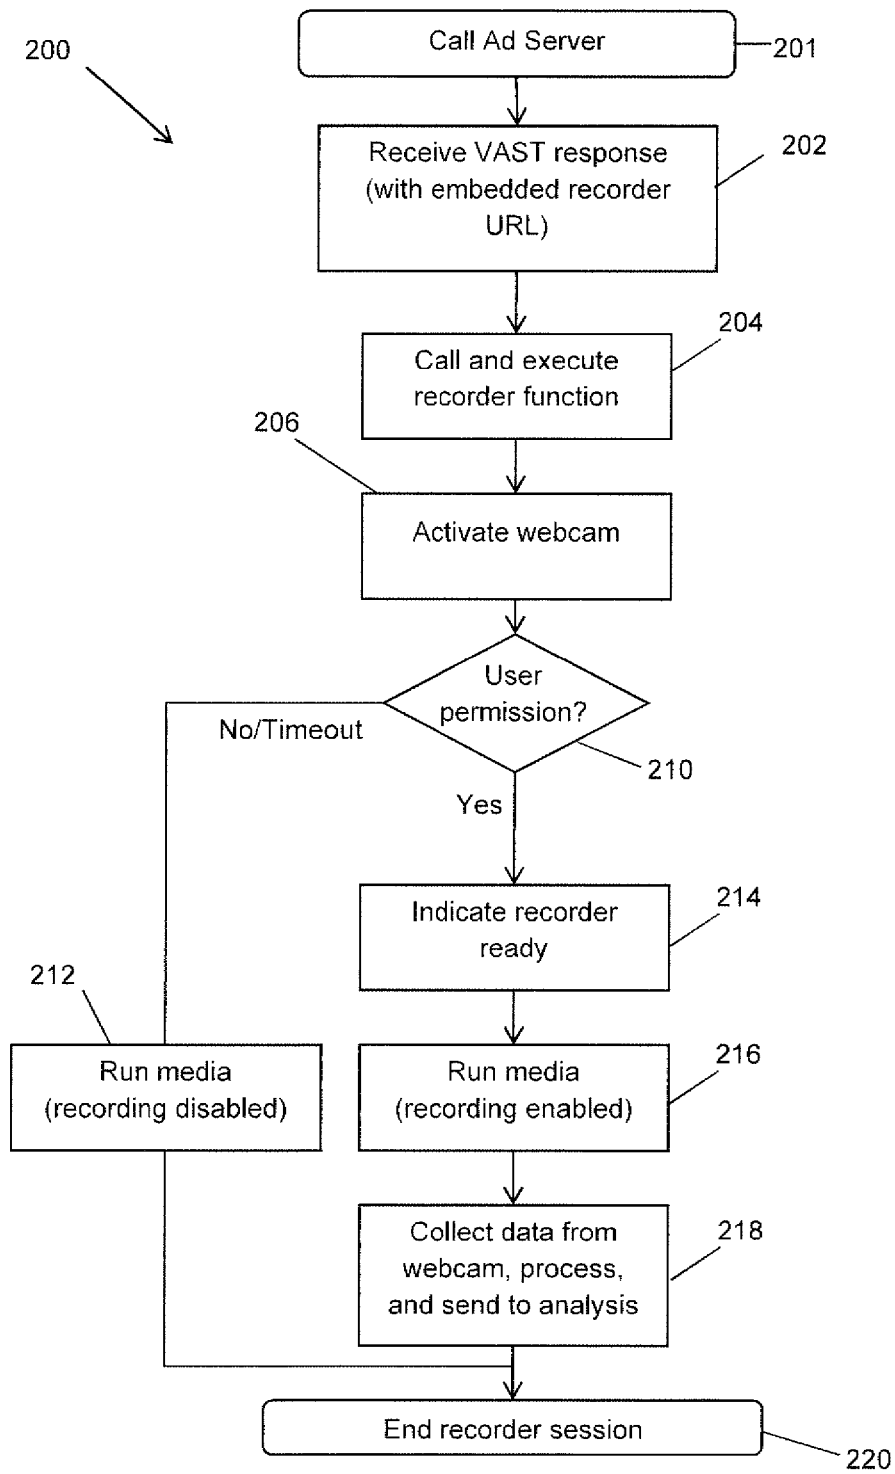 200
Call Ad Server
201
Receive VAST response
(with embedded recorder
URL)
202
204
Call and execute
recorder function
206
Activate webcam
User
permission?
No/Timeout
210
Yes
Indicate recorder
ready
214
212
Run media
(recording disabled)
Run media
(recording enabled)
216
Collect data from
webcam, process,
and send to analysis
218
End recorder session
220